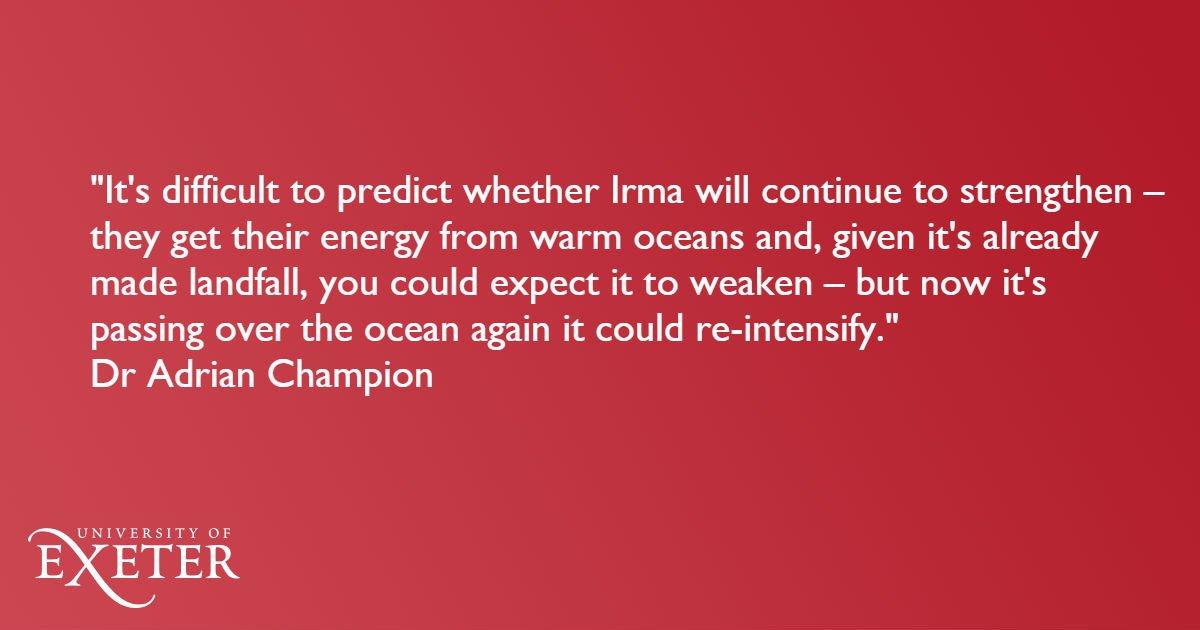 "It's difficult to predict whether Irma will continue to strengthen –
they get their energy from warm oceans and, given it's already
made landfall, you could expect it to weaken – but now it's
passing over the ocean again it could re-intensify."
Dr Adrian Champion
UNIVERSITY OF
EXETER